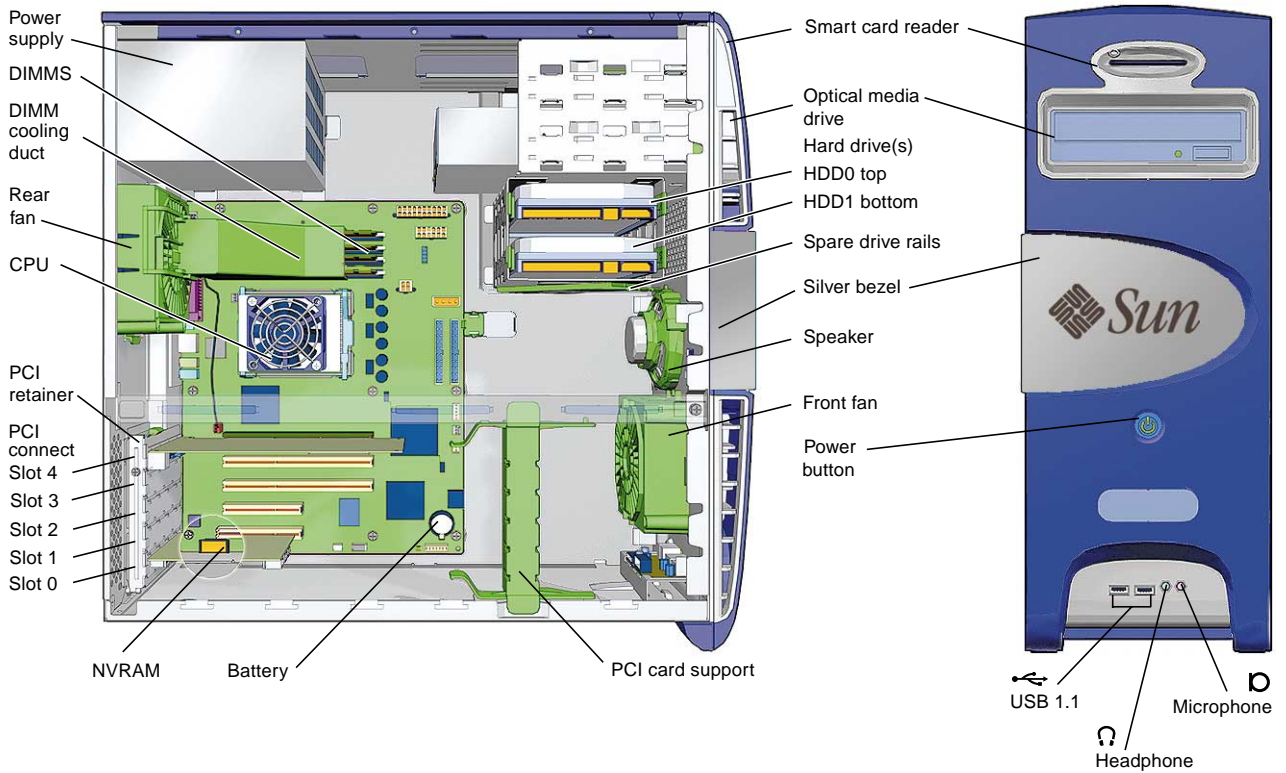 Power
supply
DIMMS
DIMM
cooling
duct
Rear
fan
CPU
PCI
retainer
PCI
connect
Slot 4
Slot 3
Slot 2
Slot 1
Slot 0
NVRAM
Battery
PCI card support
Smart card reader
Optical media
drive
Hard drive(s)
HDD0 top
HDD1 bottom
Spare drive rails
Silver bezel
Speaker
Front fan
Power
button
Sun
USB 1.1
Microphone
Headphone